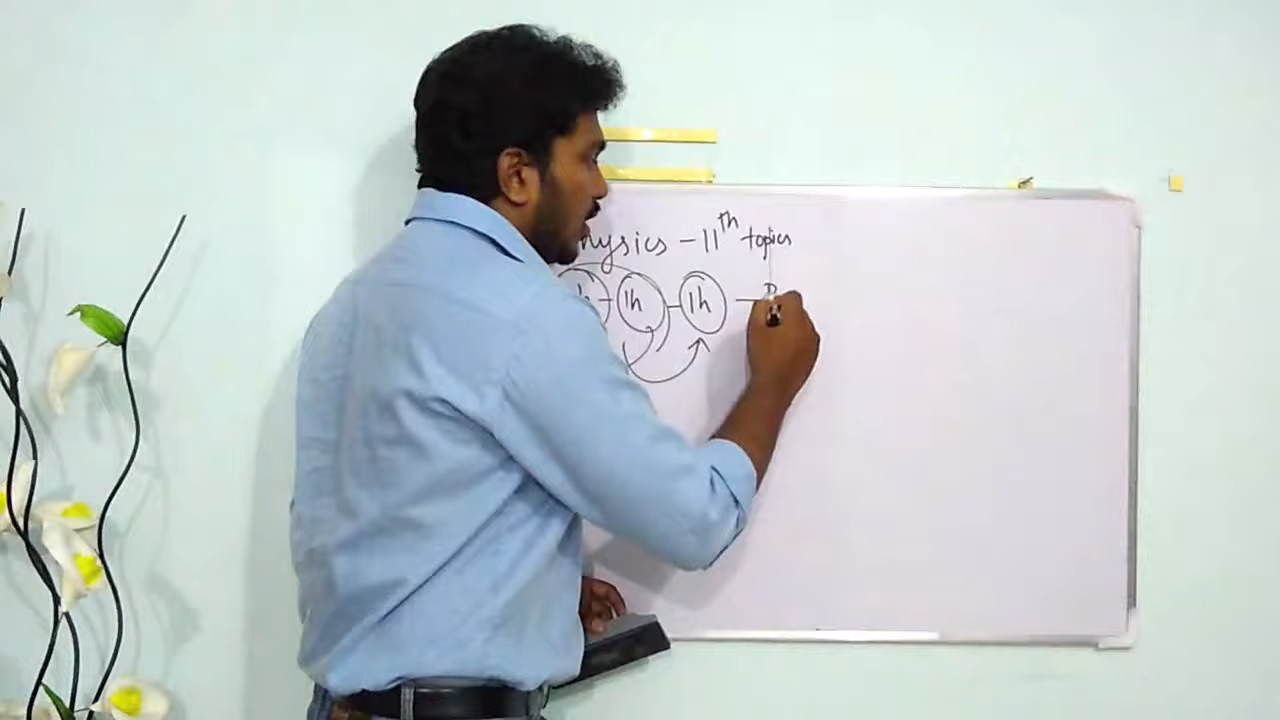 hysics - 11th topics
h - 1h - 1h -